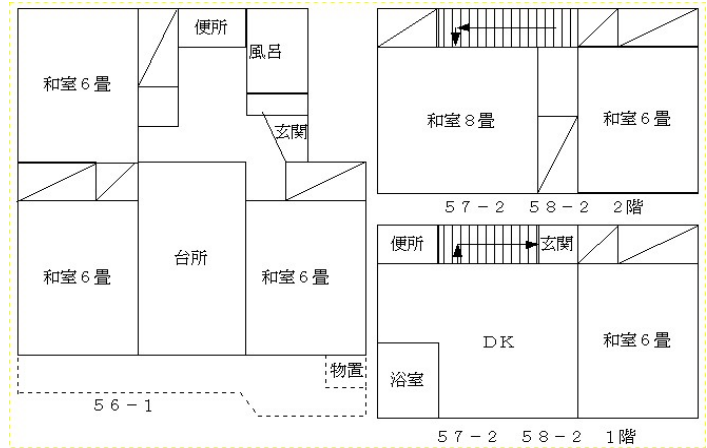 便所
風呂
和室６畳
玄関
和室６畳
台所
和室６畳
物置
５６－１
和室８畳
和室６畳
５７－２　５８－２　２階
便所
玄関
ＤＫ
和室６畳
浴室
５７－２　５８－２　１階